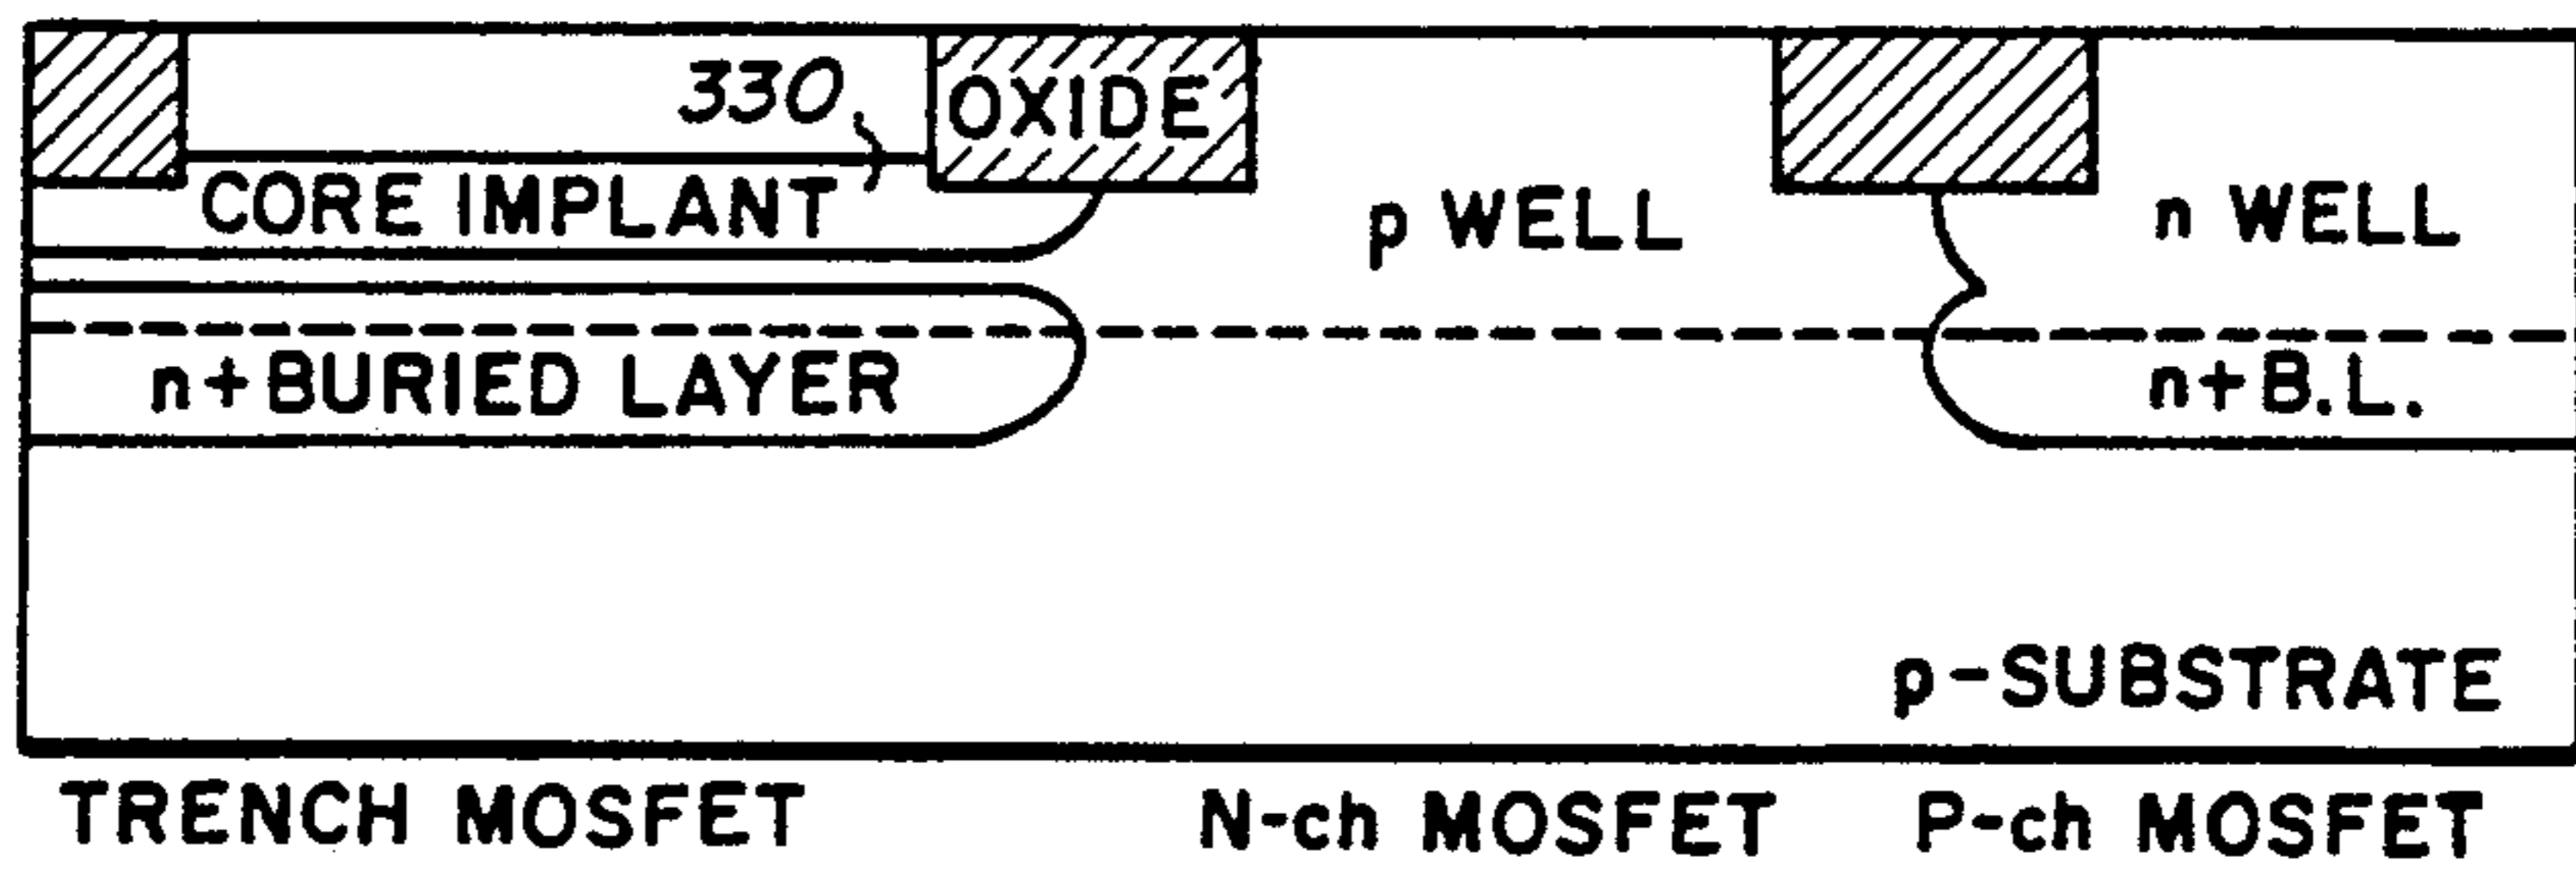 330
OXIDE
CORE IMPLANT
p WELL
n WELL
n+BURIED LAYER
n+B.L.
p-SUBSTRATE
TRENCH MOSFET
N-ch MOSFET
P-ch MOSFET